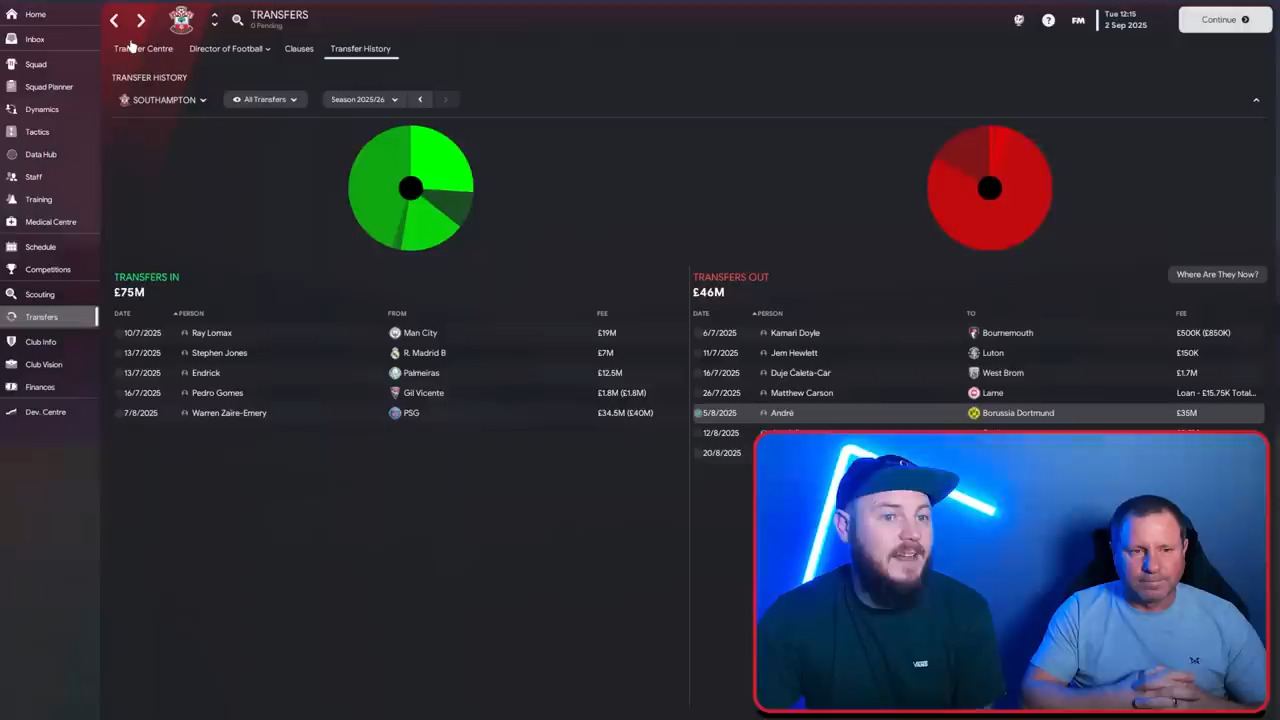 Home
Inbox
Squad
Squad Planner
Dynamics
Tactics
Data Hub
Staff
Training
Medical Centre
Schedule
Competitions
Scouting
Transfers
Club Info
Club Vision
Finances
Dev. Centre
TRANSFERS
0 Pending
FM
Tue 12:15
2 Sep 2025
Continue
Transfer Centre Director of Football Clauses Transfer History
TRANSFER HISTORY
SOUTHAMPTON All Transfers Season 2025/26
TRANSFERS IN
£75M
DATE PERSON FROM FEE
10/7/2025 Ray Lomax Man City £19M
13/7/2025 Stephen Jones R. Madrid B £7M
13/7/2025 Endrick Palmeiras £12.5M
16/7/2025 Pedro Gomes Gil Vicente £1.8M (£1.8M)
7/8/2025 Warren Zaïre-Emery PSG £34.5M (£40M)
TRANSFERS OUT
£46M
Where Are They Now?
DATE PERSON TO FEE
6/7/2025 Kamari Doyle Bournemouth £500K (£850K)
11/7/2025 Jem Hewlett Luton £150K
16/7/2025 Duje Ćaleta-Car West Brom £1.7M
26/7/2025 Matthew Carson Larne Loan - £15.75K Total...
5/8/2025 André Borussia Dortmund £35M
12/8/2025
20/8/2025
VANS